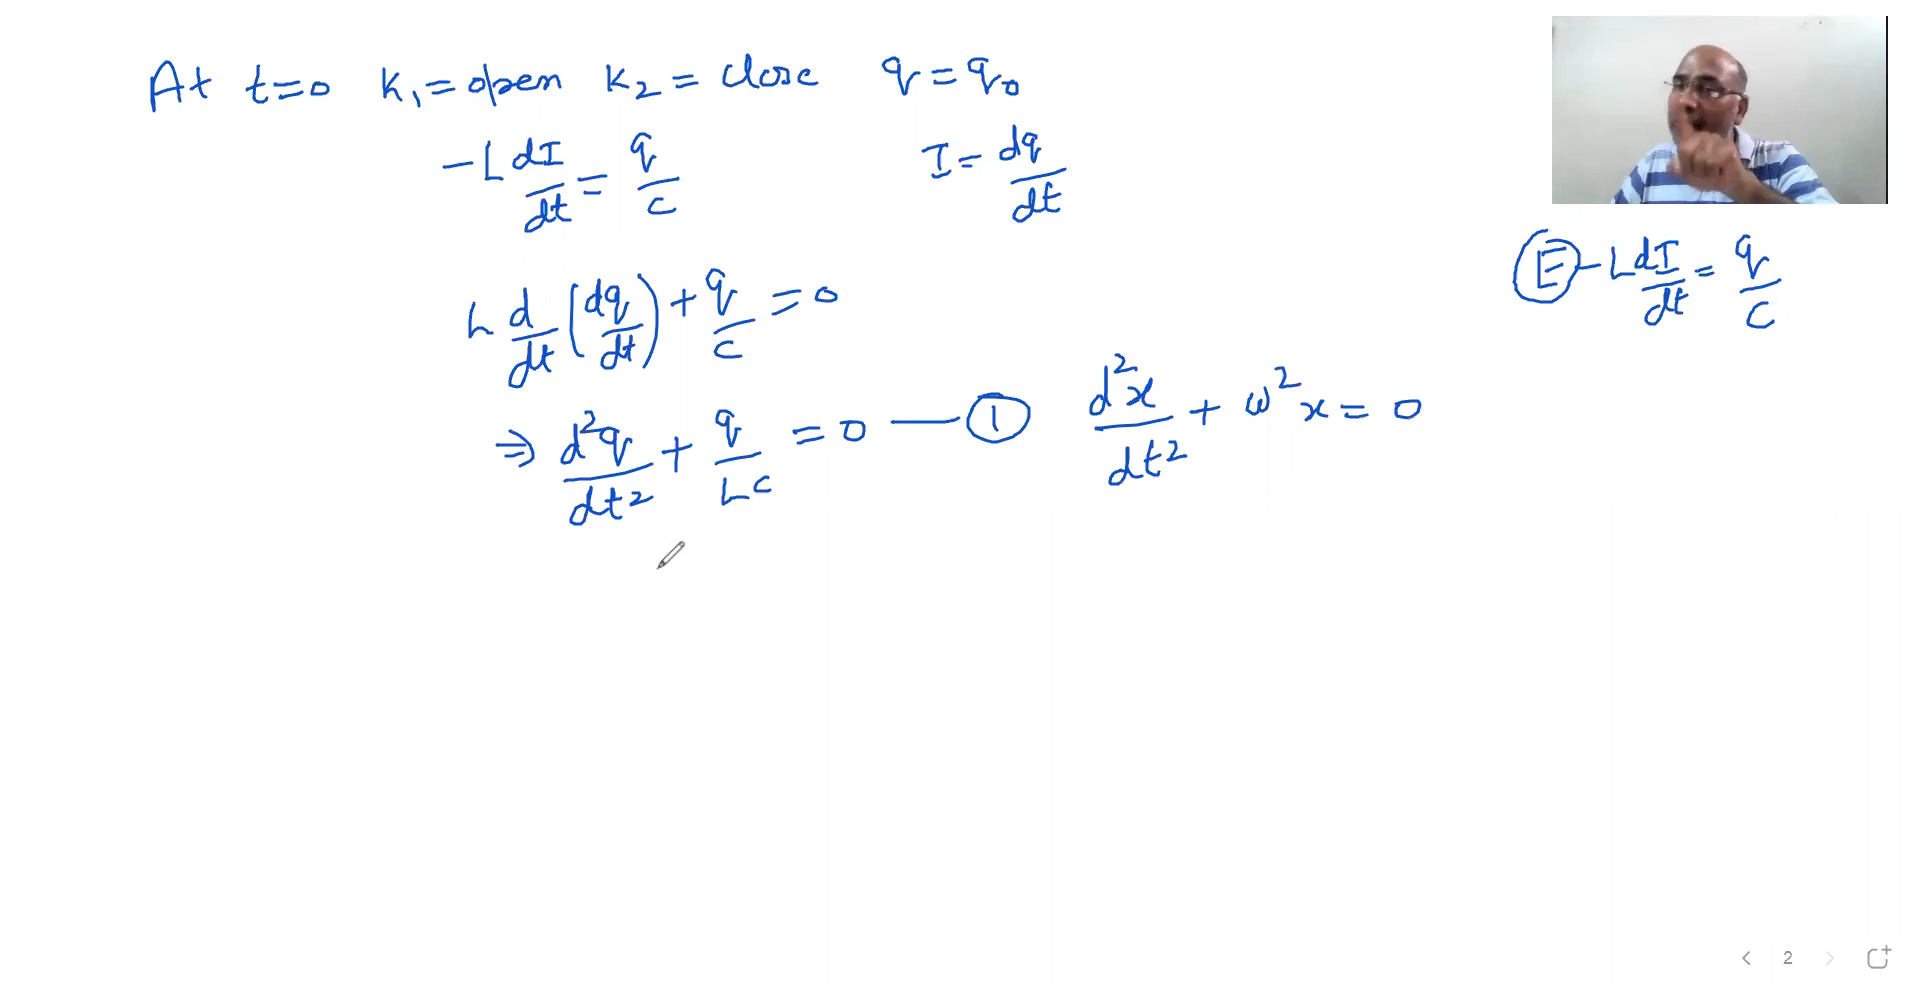 At t=0 K₁=open K₂=close q=q₀
-L dI/dt = q/c I=dq/dt
E-L dI/dt = q/c
L d/dt (dq/dt) + q/c = 0
⇒ d²q/dt² + q/LC = 0 — ① d²x/dt² + ω²x = 0
< 2 >